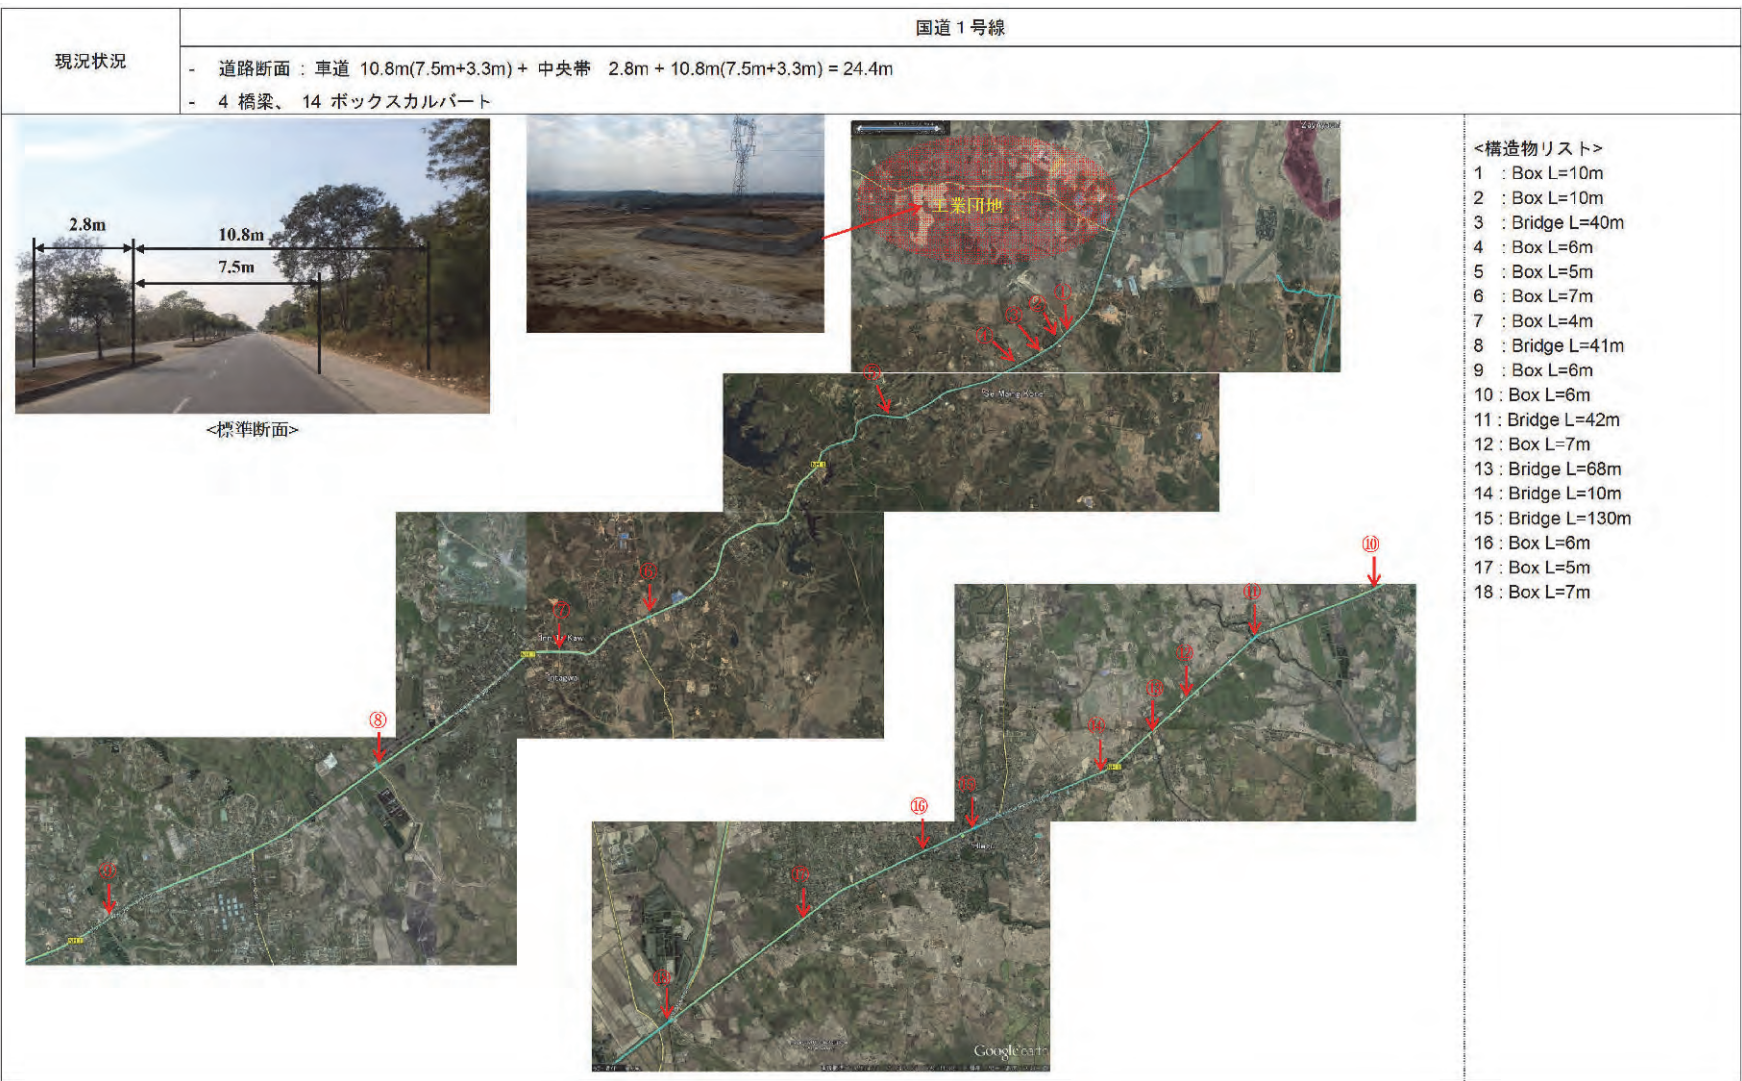 現況状況
国道1号線
- 道路断面 : 車道 10.8m(7.5m+3.3m) + 中央帯 2.8m + 10.8m(7.5m+3.3m) = 24.4m
- 4 橋梁、 14 ボックスカルバート
2.8m
10.8m
7.5m
<標準断面>
工業団地
①
⑤
⑦
⑧
⑩
⑯
Google earth
<構造物リスト>
1 : Box L=10m
2 : Box L=10m
3 : Bridge L=40m
4 : Box L=6m
5 : Box L=5m
6 : Box L=7m
7 : Box L=4m
8 : Bridge L=41m
9 : Box L=6m
10 : Box L=6m
11 : Bridge L=42m
12 : Box L=7m
13 : Bridge L=68m
14 : Bridge L=10m
15 : Bridge L=130m
16 : Box L=6m
17 : Box L=5m
18 : Box L=7m